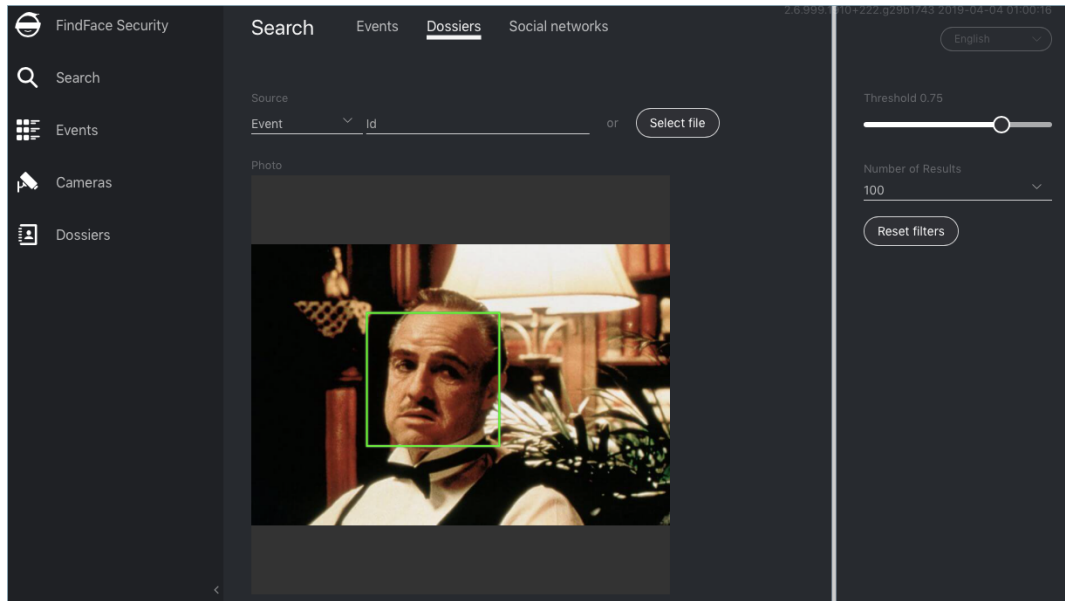 FindFace Security
Search
Events
Cameras
Dossiers
Search Events Dossiers Social networks
Source
Event Id or Select file
Photo
English
Threshold 0.75
Number of Results
100
Reset filters